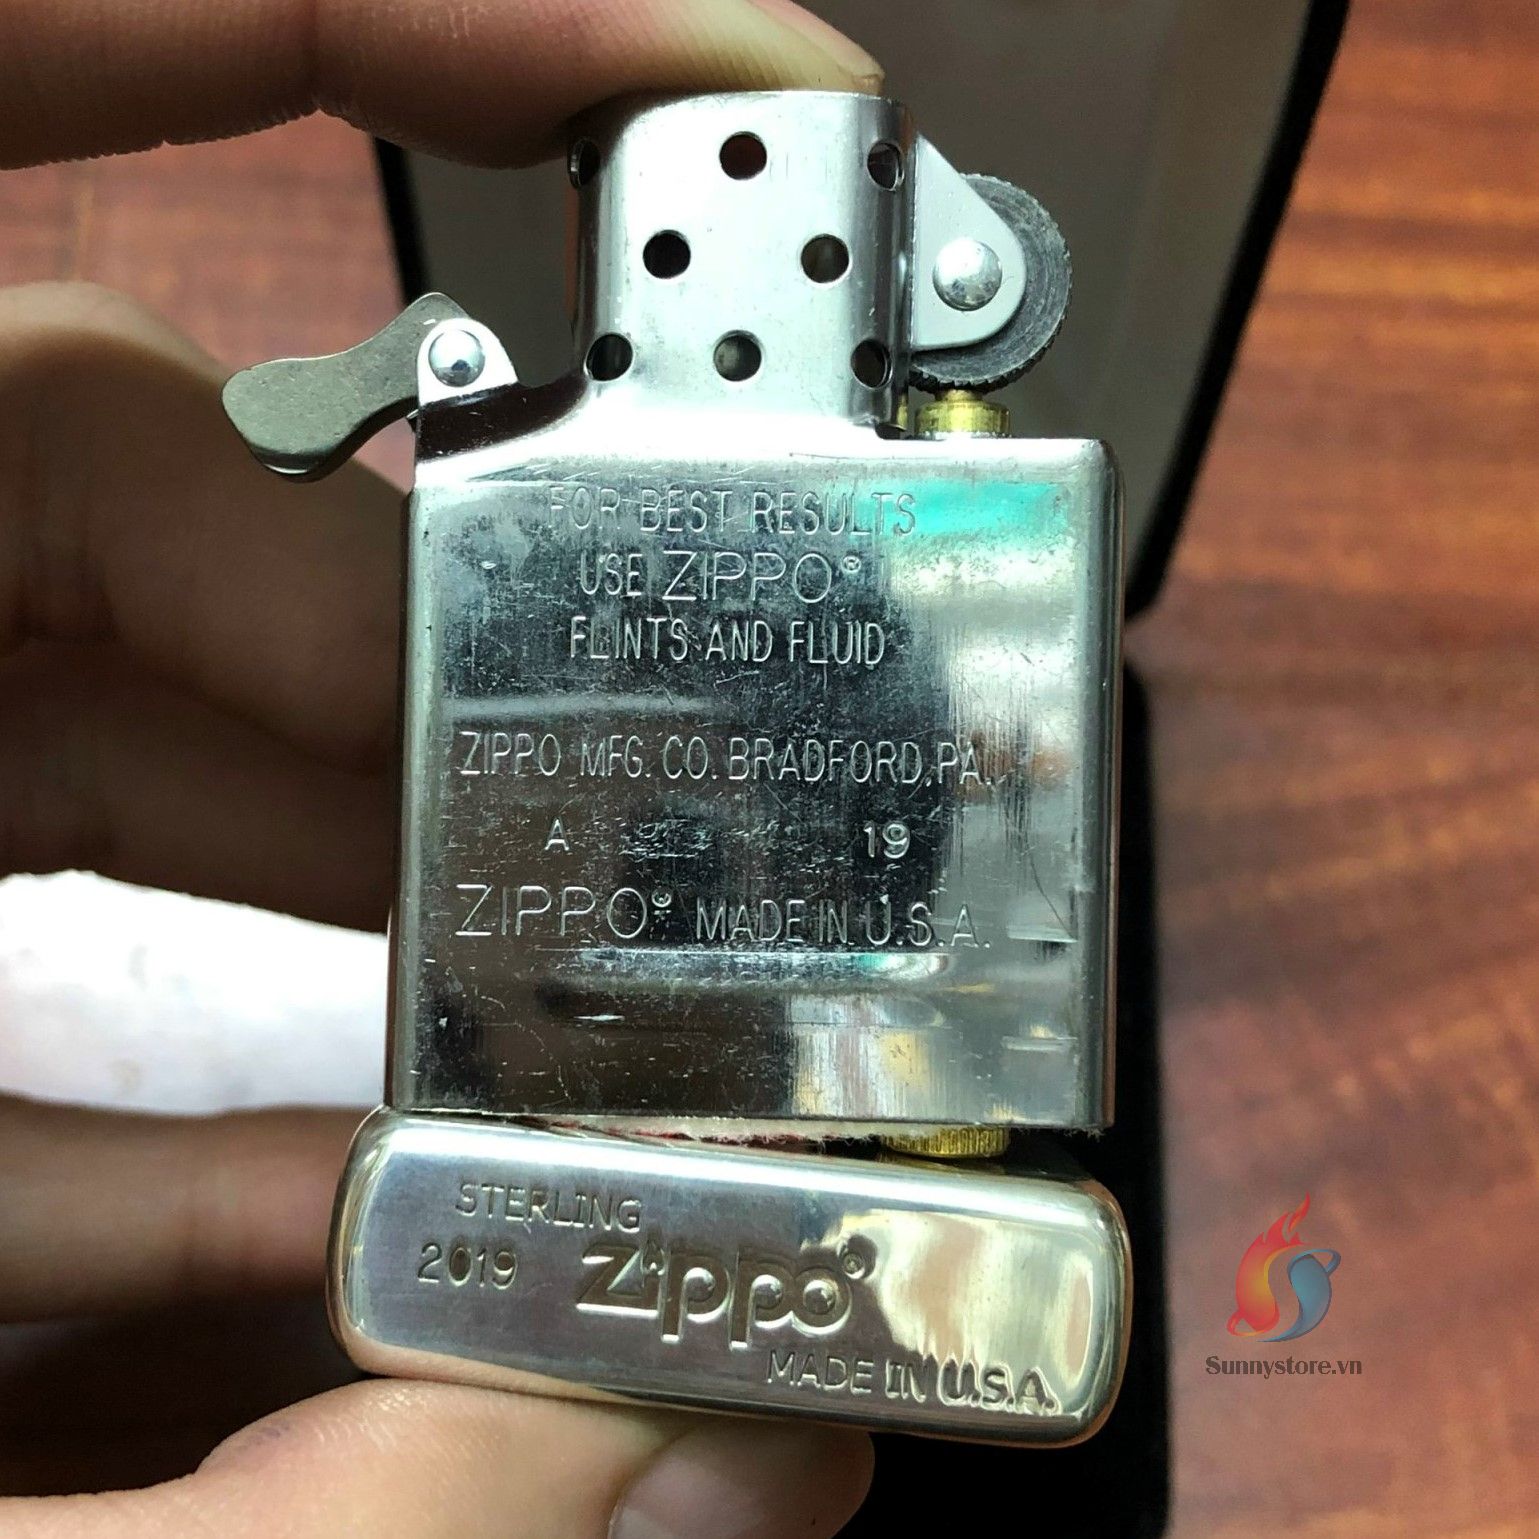 FOR BEST RESULTS
USE ZIPPO®
FLINTS AND FLUID
ZIPPO MFG. CO. BRADFORD, PA.
A 19
ZIPPO® MADE IN U.S.A.
STERLING
2019 Zippo®
MADE IN U.S.A.
Sunnystore.vn